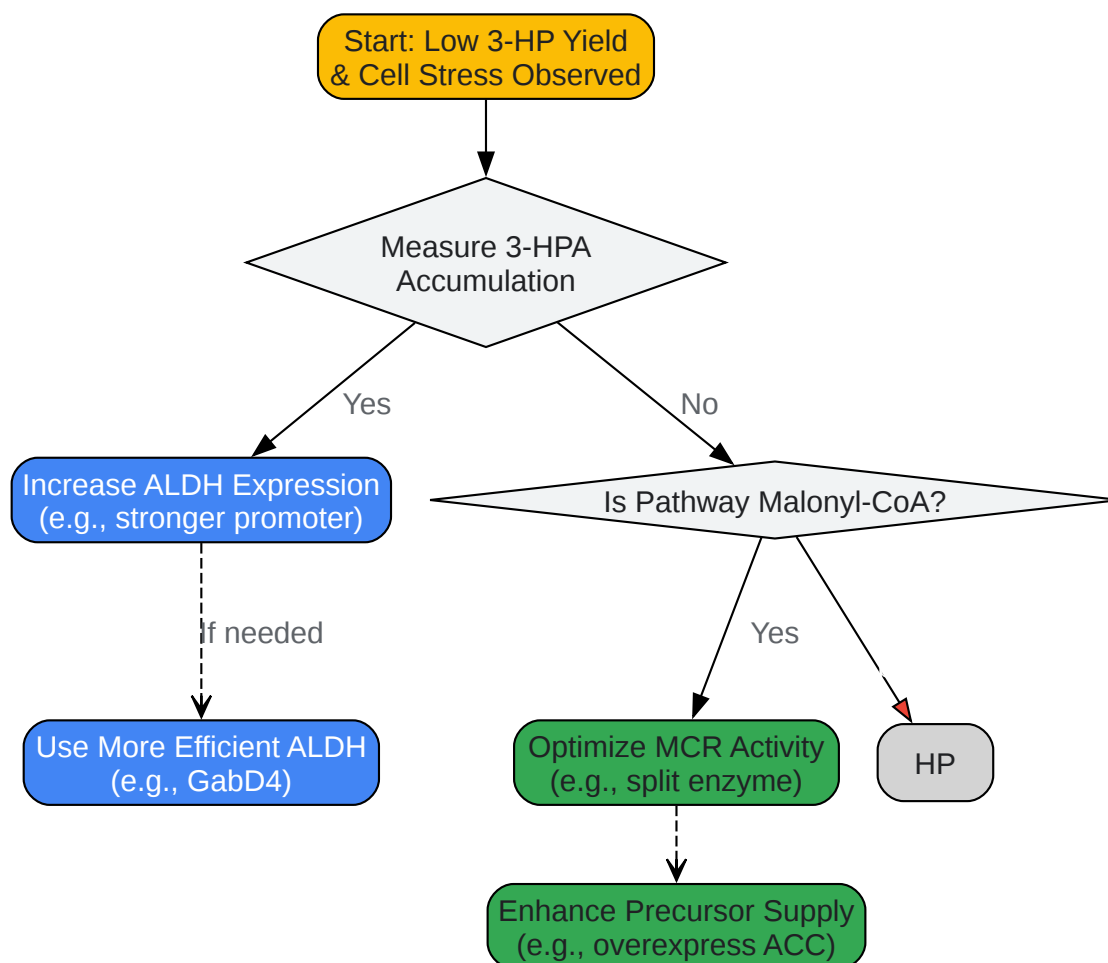 Start: Low 3-HP Yield
& Cell Stress Observed
Measure 3-HPA
Accumulation
Yes
No
Increase ALDH Expression
(e.g., stronger promoter)
Is Pathway Malonyl-CoA?
If needed
Yes
Use More Efficient ALDH
(e.g., GabD4)
Optimize MCR Activity
(e.g., split enzyme)
HP
Enhance Precursor Supply
(e.g., overexpress ACC)